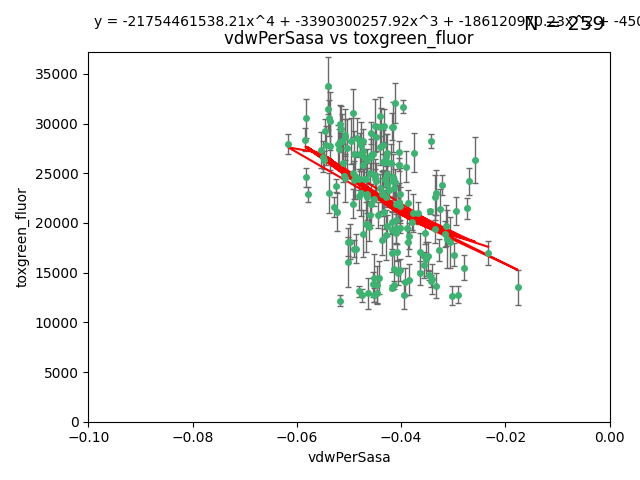 y = -21754461538.21x^4 + -3390300257.92x^3 +
N = 259
vdwPerSasa vs toxgreen_fluor
35000
30000
25000
20000
15000
10000
5000
0
toxgreen_fluor
−0.10
−0.08
−0.06
−0.04
−0.02
0.00
vdwPerSasa